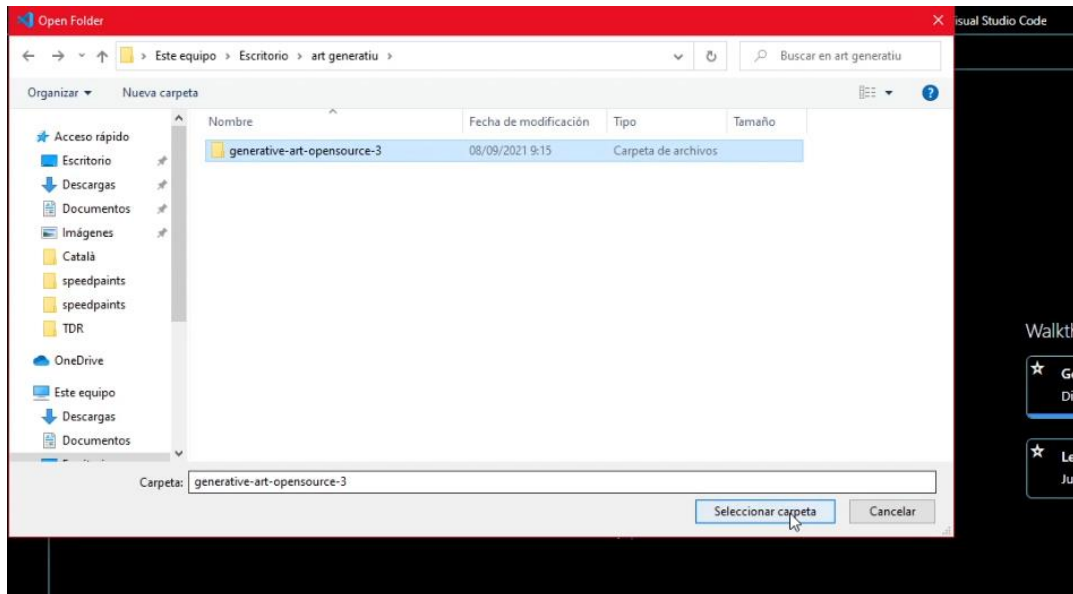 Open Folder
isual Studio Code
Este equipo > Escritorio > art generatiu >
Buscar en art generatiu
Organizar
Nueva carpeta
Nombre
Fecha de modificación
Tipo
Tamaño
generative-art-opensource-3
08/09/2021 9:15
Carpeta de archivos
Acceso rápido
Escritorio
Descargas
Documentos
Imágenes
Català
speedpaints
speedpaints
TDR
OneDrive
Este equipo
Descargas
Documentos
Walkth
Ge
Di
Le
Ju
Carpeta: generative-art-opensource-3
Seleccionar carpeta
Cancelar